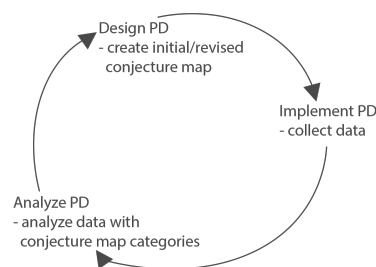 Design PD
- create initial/revised
conjecture map
Implement PD
- collect data
Analyze PD
- analyze data with
conjecture map categories